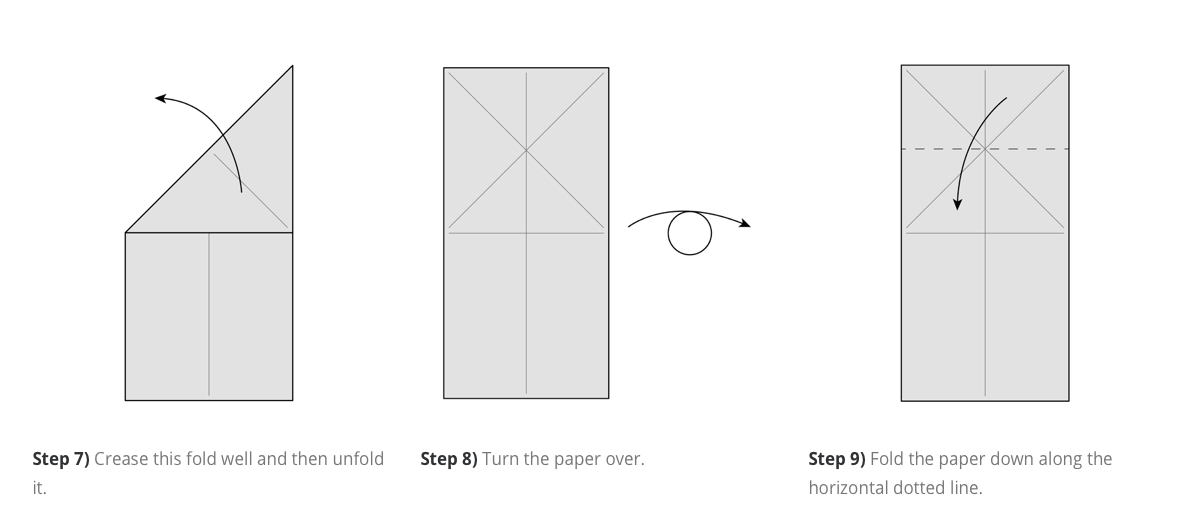 Step 7) Crease this fold well and then unfold
it.
Step 8) Turn the paper over.
Step 9) Fold the paper down along the
horizontal dotted line.